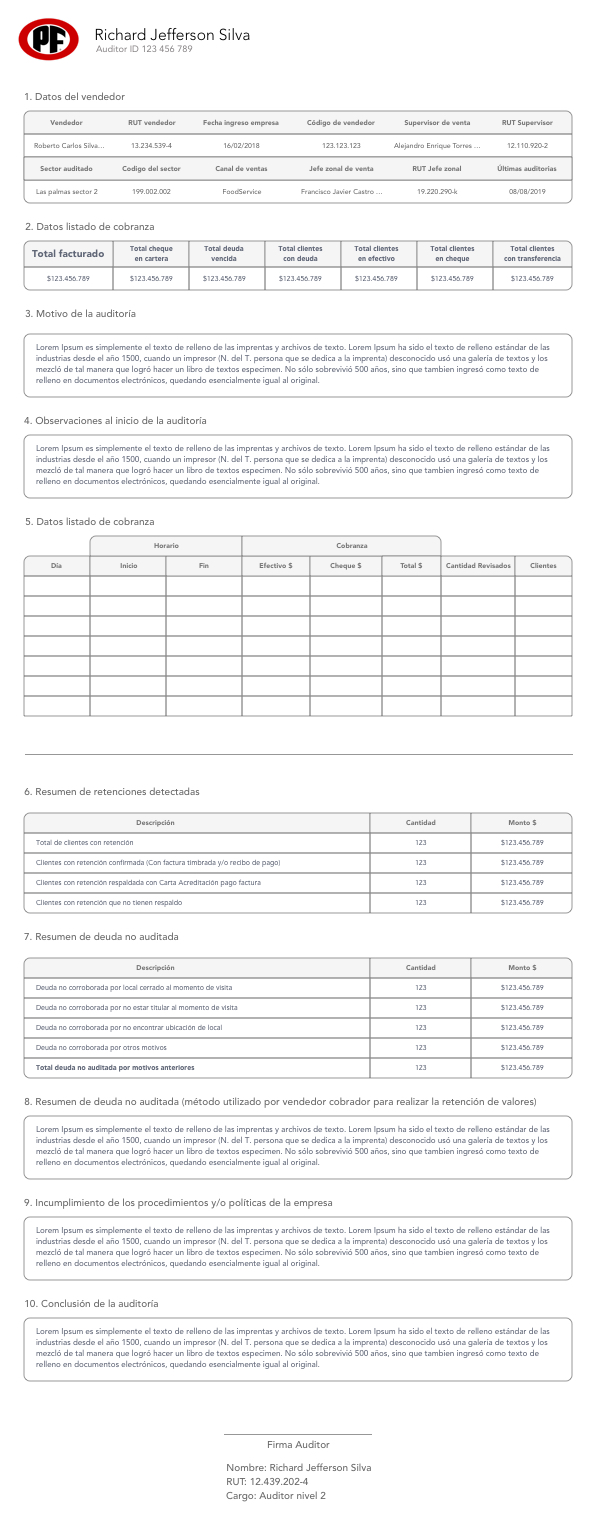 PF
Richard Jefferson Silva
Auditor ID 123 456 789
1. Datos del vendedor
Vendedor RUT vendedor Fecha ingreso empresa Código de vendedor Supervisor de venta RUT Supervisor
Roberto Carlos Silva... 13.234.539-4 16/02/2018 123.123.123 Alejandro Enrique Torres ... 12.110.920-2
Sector auditado Codigo del sector Canal de ventas Jefe zonal de ventas RUT Jefe zonal Últimas auditorias
Las palmas sector 2 199.002.002 FoodService Francisco Javier Castro ... 19.220.290-k 08/08/2019
2. Datos listado de cobranza
Total facturado Total cheque en cartera Total deuda vencida Total clientes con deuda Total clientes en efectivo Total clientes en cheque Total clientes con transferencia
$123.456.789 $123.456.789 $123.456.789 $123.456.789 $123.456.789 $123.456.789 $123.456.789
3. Motivo de la auditoría
Lorem Ipsum es simplemente el texto de relleno de las imprentas y archivos de texto. Lorem Ipsum ha sido el texto de relleno estándar de las
industrias desde el año 1500, cuando un impresor (N. del T. persona que se dedica a la imprenta) desconocido usó una galería de textos y los
mezcló de tal manera que logró hacer un libro de textos especimen. No sólo sobrevivió 500 años, sino que tambien ingresó como texto de
relleno en documentos electrónicos, quedando esencialmente igual al original.
4. Observaciones al inicio de la auditoría
Lorem Ipsum es simplemente el texto de relleno de las imprentas y archivos de texto. Lorem Ipsum ha sido el texto de relleno estándar de las
industrias desde el año 1500, cuando un impresor (N. del T. persona que se dedica a la imprenta) desconocido usó una galería de textos y los
mezcló de tal manera que logró hacer un libro de textos especimen. No sólo sobrevivió 500 años, sino que tambien ingresó como texto de
relleno en documentos electrónicos, quedando esencialmente igual al original.
5. Datos listado de cobranza
Horario Cobranza
Día Inicio Fin Efectivo $ Cheque $ Total $ Cantidad Revisados Clientes
6. Resumen de retenciones detectadas
Descripción Cantidad Monto $
Total de clientes con retención 123 $123.456.789
Clientes con retención confirmada (Con factura timbrada y/o recibo de pago) 123 $123.456.789
Clientes con retención respaldada con Carta Acreditación pago factura 123 $123.456.789
Clientes con retención que no tienen respaldo 123 $123.456.789
7. Resumen de deuda no auditada
Descripción Cantidad Monto $
Deuda no corroborada por local cerrado al momento de visita 123 $123.456.789
Deuda no corroborada por no estar titular al momento de visita 123 $123.456.789
Deuda no corroborada por no encontrar ubicación de local 123 $123.456.789
Deuda no corroborada por otros motivos 123 $123.456.789
Total deuda no auditada por motivos anteriores 123 $123.456.789
8. Resumen de deuda no auditada (método utilizado por vendedor cobrador para realizar la retención de valores)
Lorem Ipsum es simplemente el texto de relleno de las imprentas y archivos de texto. Lorem Ipsum ha sido el texto de relleno estándar de las
industrias desde el año 1500, cuando un impresor (N. del T. persona que se dedica a la imprenta) desconocido usó una galería de textos y los
mezcló de tal manera que logró hacer un libro de textos especimen. No sólo sobrevivió 500 años, sino que tambien ingresó como texto de
relleno en documentos electrónicos, quedando esencialmente igual al original.
9. Incumplimiento de los procedimientos y/o políticas de la empresa
Lorem Ipsum es simplemente el texto de relleno de las imprentas y archivos de texto. Lorem Ipsum ha sido el texto de relleno estándar de las
industrias desde el año 1500, cuando un impresor (N. del T. persona que se dedica a la imprenta) desconocido usó una galería de textos y los
mezcló de tal manera que logró hacer un libro de textos especimen. No sólo sobrevivió 500 años, sino que tambien ingresó como texto de
relleno en documentos electrónicos, quedando esencialmente igual al original.
10. Conclusión de la auditoría
Lorem Ipsum es simplemente el texto de relleno de las imprentas y archivos de texto. Lorem Ipsum ha sido el texto de relleno estándar de las
industrias desde el año 1500, cuando un impresor (N. del T. persona que se dedica a la imprenta) desconocido usó una galería de textos y los
mezcló de tal manera que logró hacer un libro de textos especimen. No sólo sobrevivió 500 años, sino que tambien ingresó como texto de
relleno en documentos electrónicos, quedando esencialmente igual al original.
Firma Auditor
Nombre: Richard Jefferson Silva
RUT: 12.439.202-4
Cargo: Auditor nivel 2